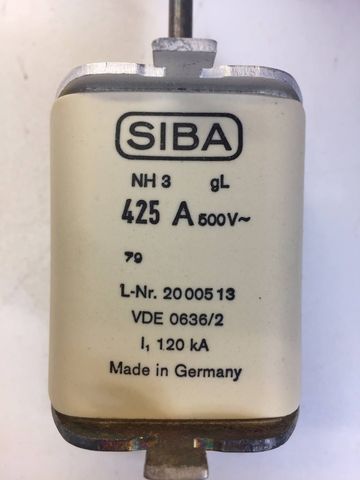 SIBA
NH 3 gL
425 A 500V~
79
L-Nr. 20 005 13
VDE 0636/2
I₁ 120 kA
Made in Germany